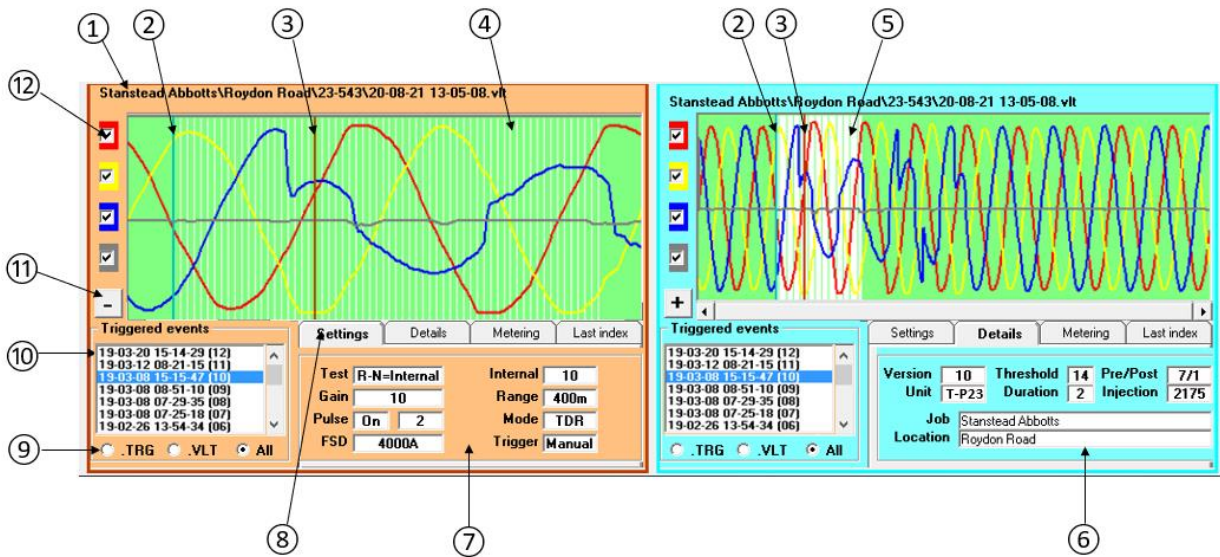 ① ② ③ ④ ② ③ ⑤
⑫
Stanstead Abbotts\Roydon Road\23-543\20-08-21 13-05-08.vlt
⑪
-
Triggered events
⑩
19-03-20 15-14-29 (12)
19-03-12 08-21-15 (11)
19-03-08 15-15-47 (10)
19-03-08 08-51-10 (09)
19-03-08 07-29-35 (08)
19-03-08 07-25-18 (07)
19-02-26 13-54-34 (06)
⑨
.TRG .VLT All
Settings Details Metering Last index
Test R-N=Internal Internal 10
Gain 10 Range 400m
Pulse On 2 Mode TDR
FSD 4000A Trigger Manual
Stanstead Abbotts\Roydon Road\23-543\20-08-21 13-05-08.vlt
+
Triggered events
19-03-20 15-14-29 (12)
19-03-12 08-21-15 (11)
19-03-08 15-15-47 (10)
19-03-08 08-51-10 (09)
19-03-08 07-29-35 (08)
19-03-08 07-25-18 (07)
19-02-26 13-54-34 (06)
.TRG .VLT All
Settings Details Metering Last index
Version 10 Threshold 14 Pre/Post 7/1
Unit T-P23 Duration 2 Injection 2175
Job Stanstead Abbotts
Location Roydon Road
⑧ ⑦ ⑥